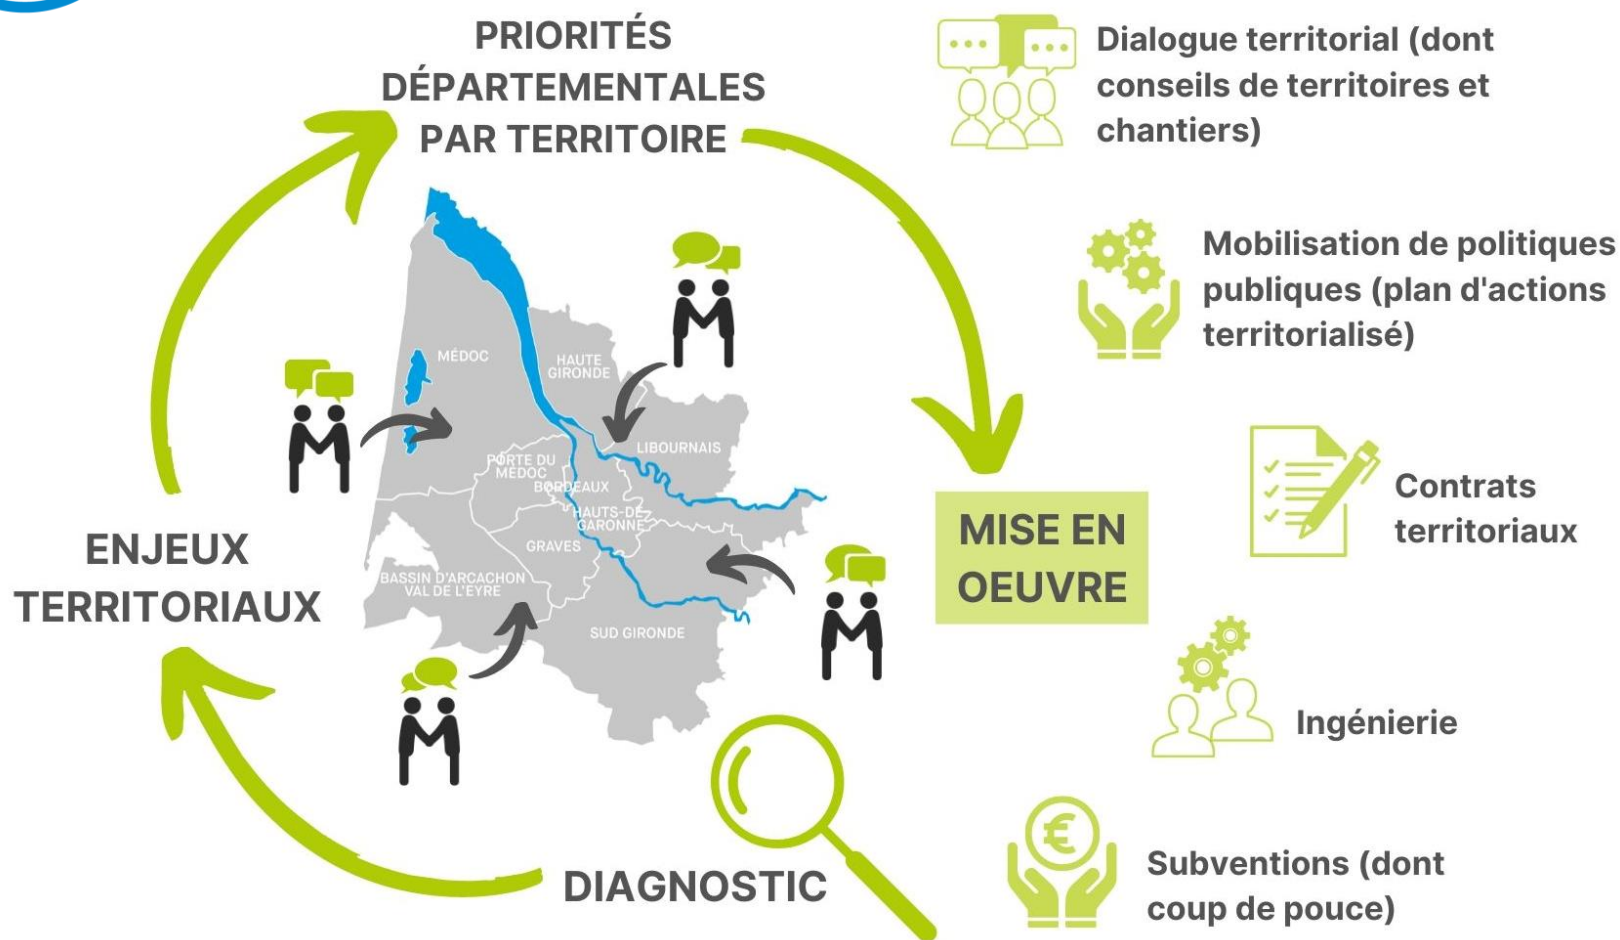 PRIORITÉS
DÉPARTEMENTALES
PAR TERRITOIRE
Dialogue territorial (dont
conseils de territoires et
chantiers)
Mobilisation de politiques
publiques (plan d'actions
territorialisé)
Contrats
territoriaux
Ingénierie
Subventions (dont
coup de pouce)
MISE EN
OEUVRE
DIAGNOSTIC
ENJEUX
TERRITORIAUX
MÉDOC
HAUTE
GIRONDE
LIBOURNAIS
PORTE DU
MÉDOC
BORDEAUX
HAUTS-DE-
GARONNE
GRAVES
BASSIN D'ARCACHON
VAL DE L'EYRE
SUD GIRONDE
€